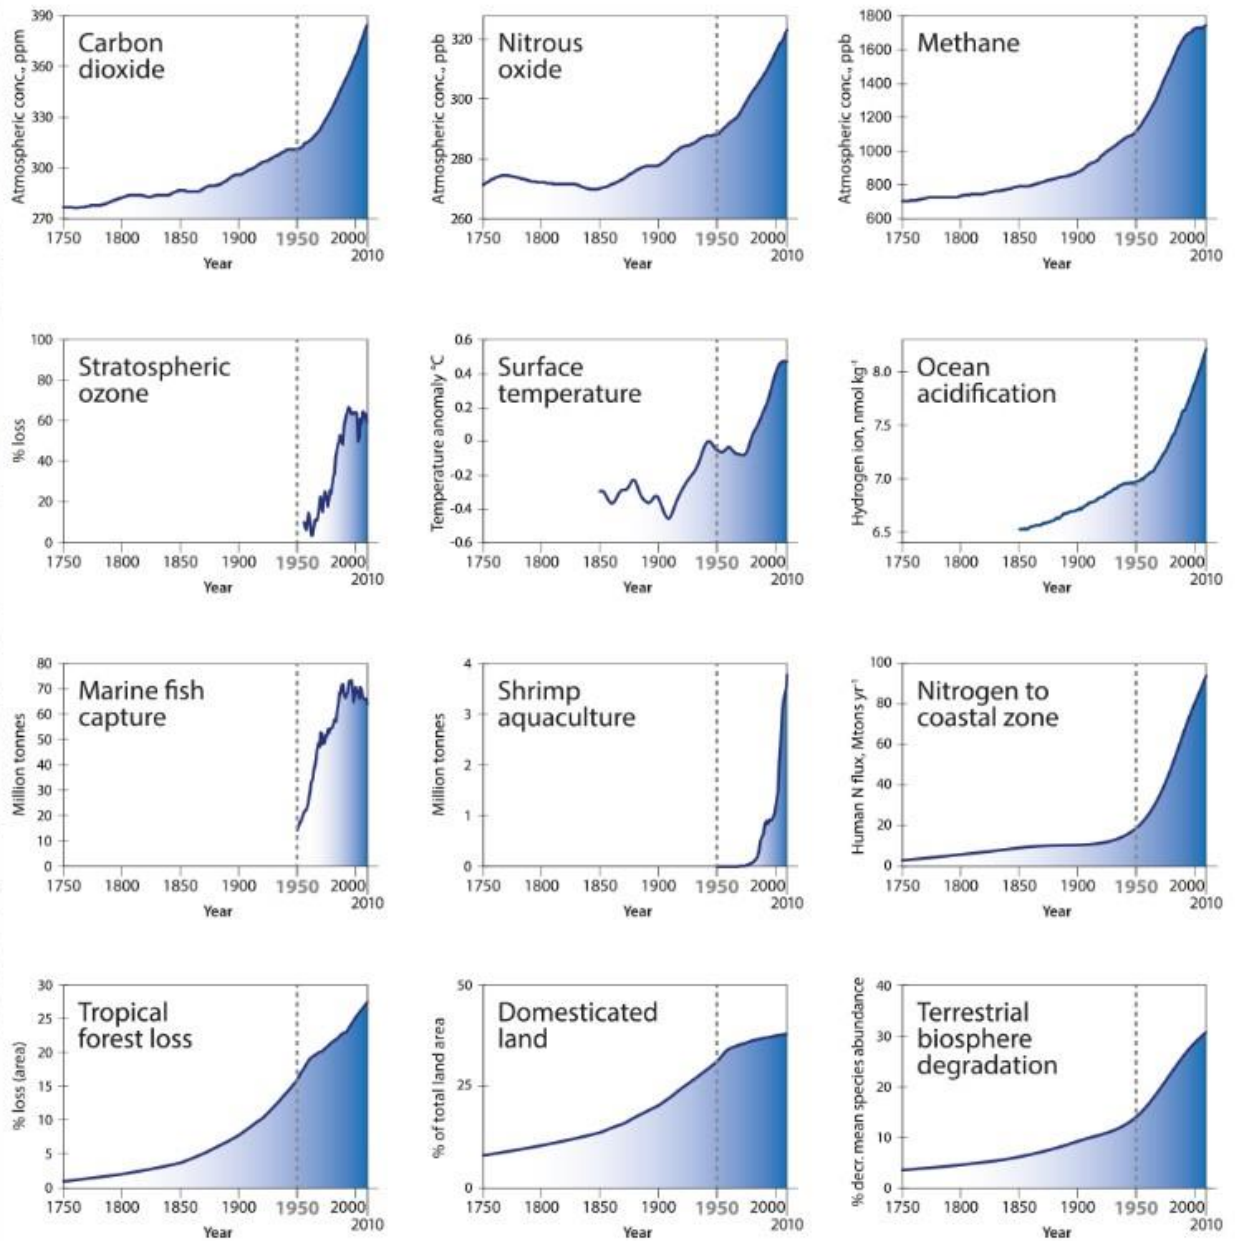 Carbon
dioxide
Atmospheric conc., ppm
390
360
330
300
270
1750 1800 1850 1900 1950 2000
2010
Year
Nitrous
oxide
Atmospheric conc., ppb
320
300
280
260
1750 1800 1850 1900 1950 2000
2010
Year
Methane
Atmospheric conc., ppb
1800
1600
1400
1200
1000
800
600
1750 1800 1850 1900 1950 2000
2010
Year
Stratospheric
ozone
% loss
100
80
60
40
20
0
1750 1800 1850 1900 1950 2000
2010
Year
Surface
temperature
Temperature anomaly °C
0.6
0.4
0.2
0
-0.2
-0.4
-0.6
1750 1800 1850 1900 1950 2000
2010
Year
Ocean
acidification
Hydrogen ion, nmol kg⁻¹
8.0
7.5
7.0
6.5
1750 1800 1850 1900 1950 2000
2010
Year
Marine fish
capture
Million tonnes
80
70
60
50
40
30
20
10
0
1750 1800 1850 1900 1950 2000
2010
Year
Shrimp
aquaculture
Million tonnes
4
3
2
1
0
1750 1800 1850 1900 1950 2000
2010
Year
Nitrogen to
coastal zone
Human N flux, Mtons yr⁻¹
100
80
60
40
20
0
1750 1800 1850 1900 1950 2000
2010
Year
Tropical
forest loss
% loss (area)
30
25
20
15
10
5
0
1750 1800 1850 1900 1950 2000
2010
Year
Domesticated
land
% of total land area
50
25
0
1750 1800 1850 1900 1950 2000
2010
Year
Terrestrial
biosphere
degradation
% decr. mean species abundance
40
30
20
10
0
1750 1800 1850 1900 1950 2000
2010
Year